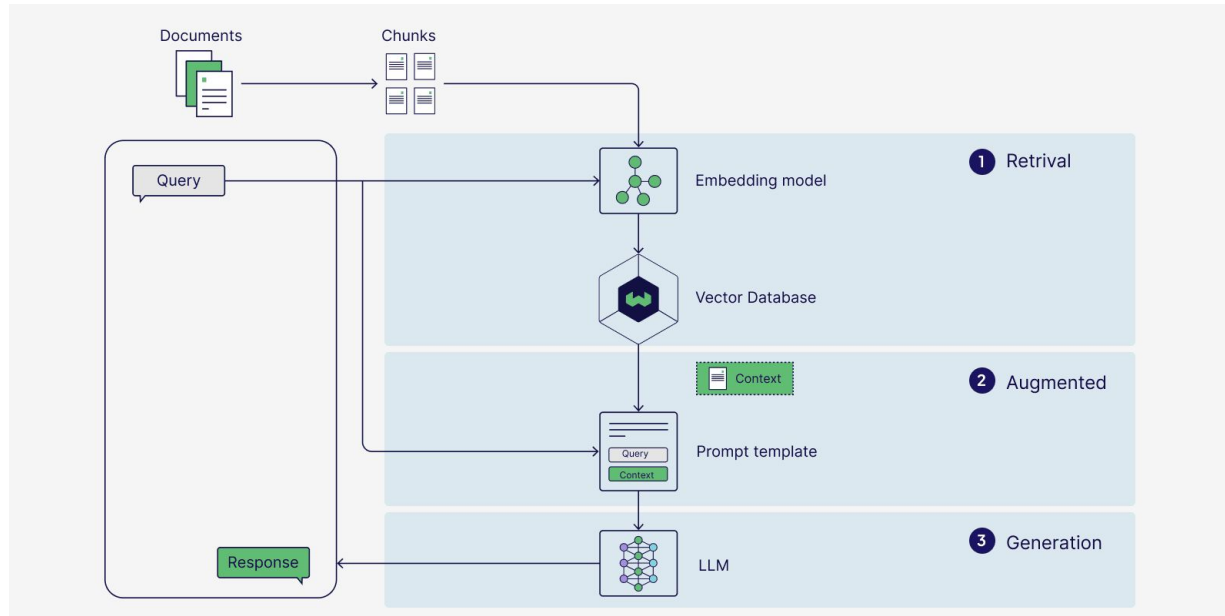 Documents
Chunks
Query
Embedding model
1 Retrival
Vector Database
Context
2 Augmented
Query
Context
Prompt template
3 Generation
LLM
Response